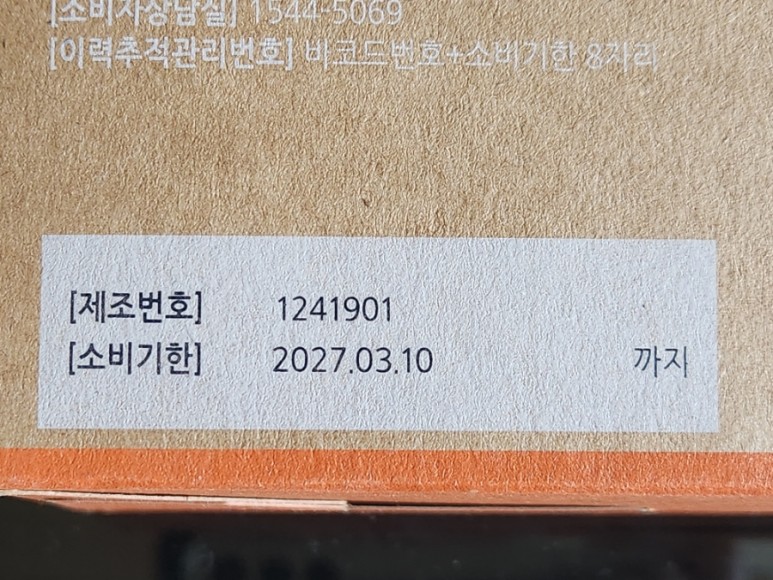 [소비자상담실] 1544-5069
[이력추적관리번호] 바코드번호+소비기한 8자리
[제조번호] 1241901
[소비기한] 2027.03.10 까지